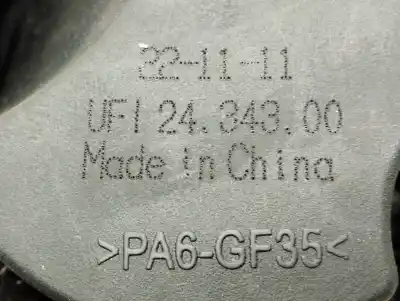 22-11-11
UFI 24.343.00
Made in China
>PA6-GF35<